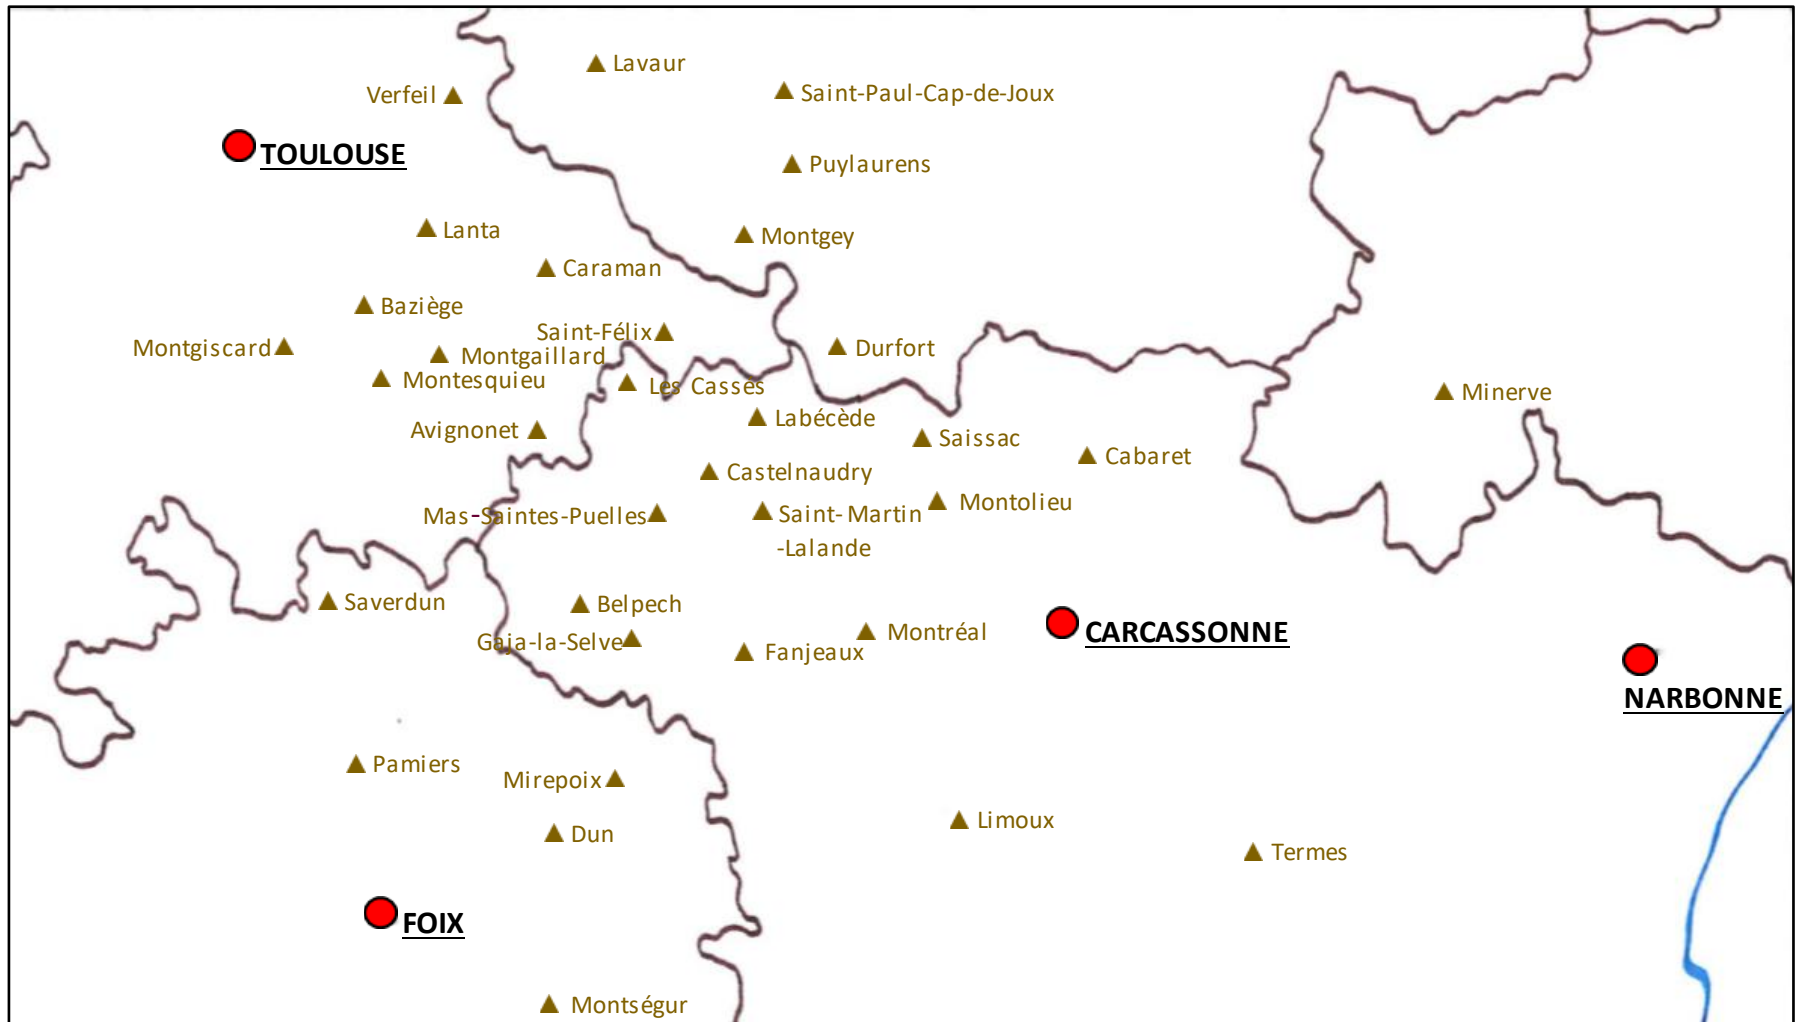 Lavaur
Verfeil
Saint-Paul-Cap-de-Joux
TOULOUSE
Puylaurens
Lanta
Montgey
Caraman
Baziège
Saint-Félix
Montgiscard
Montgaillard
Durfort
Montesquieu
Les Casses
Minerve
Avignonet
Labécède
Saissac
Cabaret
Castelnaudry
Mas-Saintes-Puelles
Saint-Martin
-Lalande
Montolieu
Saverdun
Belpech
Gaja-la-Selve
Fanjeaux
Montréal
CARCASSONNE
NARBONNE
Pamiers
Mirepoix
Dun
Limoux
Termes
FOIX
Montségur